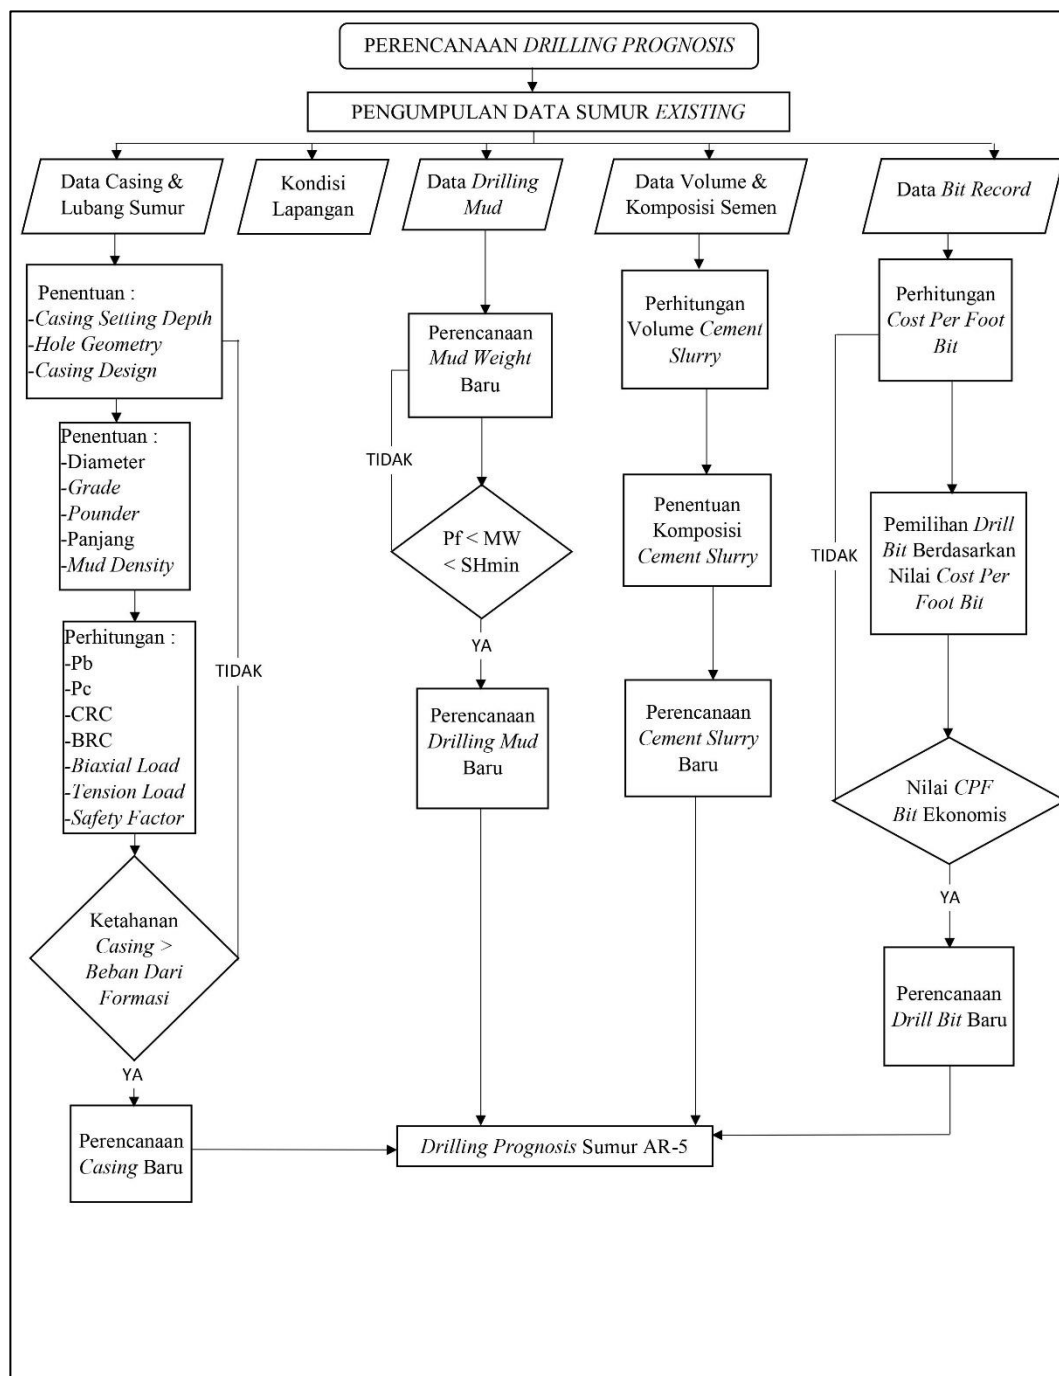 PERENCANAAN DRILLING PROGNOSIS
PENGUMPULAN DATA SUMUR EXISTING
Data Casing &
Lubang Sumur
Kondisi
Lapangan
Data Drilling
Mud
Data Volume &
Komposisi Semen
Data Bit Record
Penentuan :
-Casing Setting Depth
-Hole Geometry
-Casing Design
Penentuan :
-Diameter
-Grade
-Pounder
-Panjang
-Mud Density
Perhitungan :
-Pb
-Pc
-CRC
-BRC
-Biaxial Load
-Tension Load
-Safety Factor
TIDAK
Ketahanan
Casing >
Beban Dari
Formasi
YA
Perencanaan
Casing Baru
Perencanaan
Mud Weight
Baru
TIDAK
Pf < MW
< SHmin
YA
Perencanaan
Drilling Mud
Baru
Perhitungan
Volume Cement
Slurry
Penentuan
Komposisi
Cement Slurry
Perencanaan
Cement Slurry
Baru
Perhitungan
Cost Per Foot
Bit
TIDAK
Pemilihan Drill
Bit Berdasarkan
Nilai Cost Per
Foot Bit
Nilai CPF
Bit Ekonomis
YA
Perencanaan
Drill Bit Baru
Drilling Prognosis Sumur AR-5